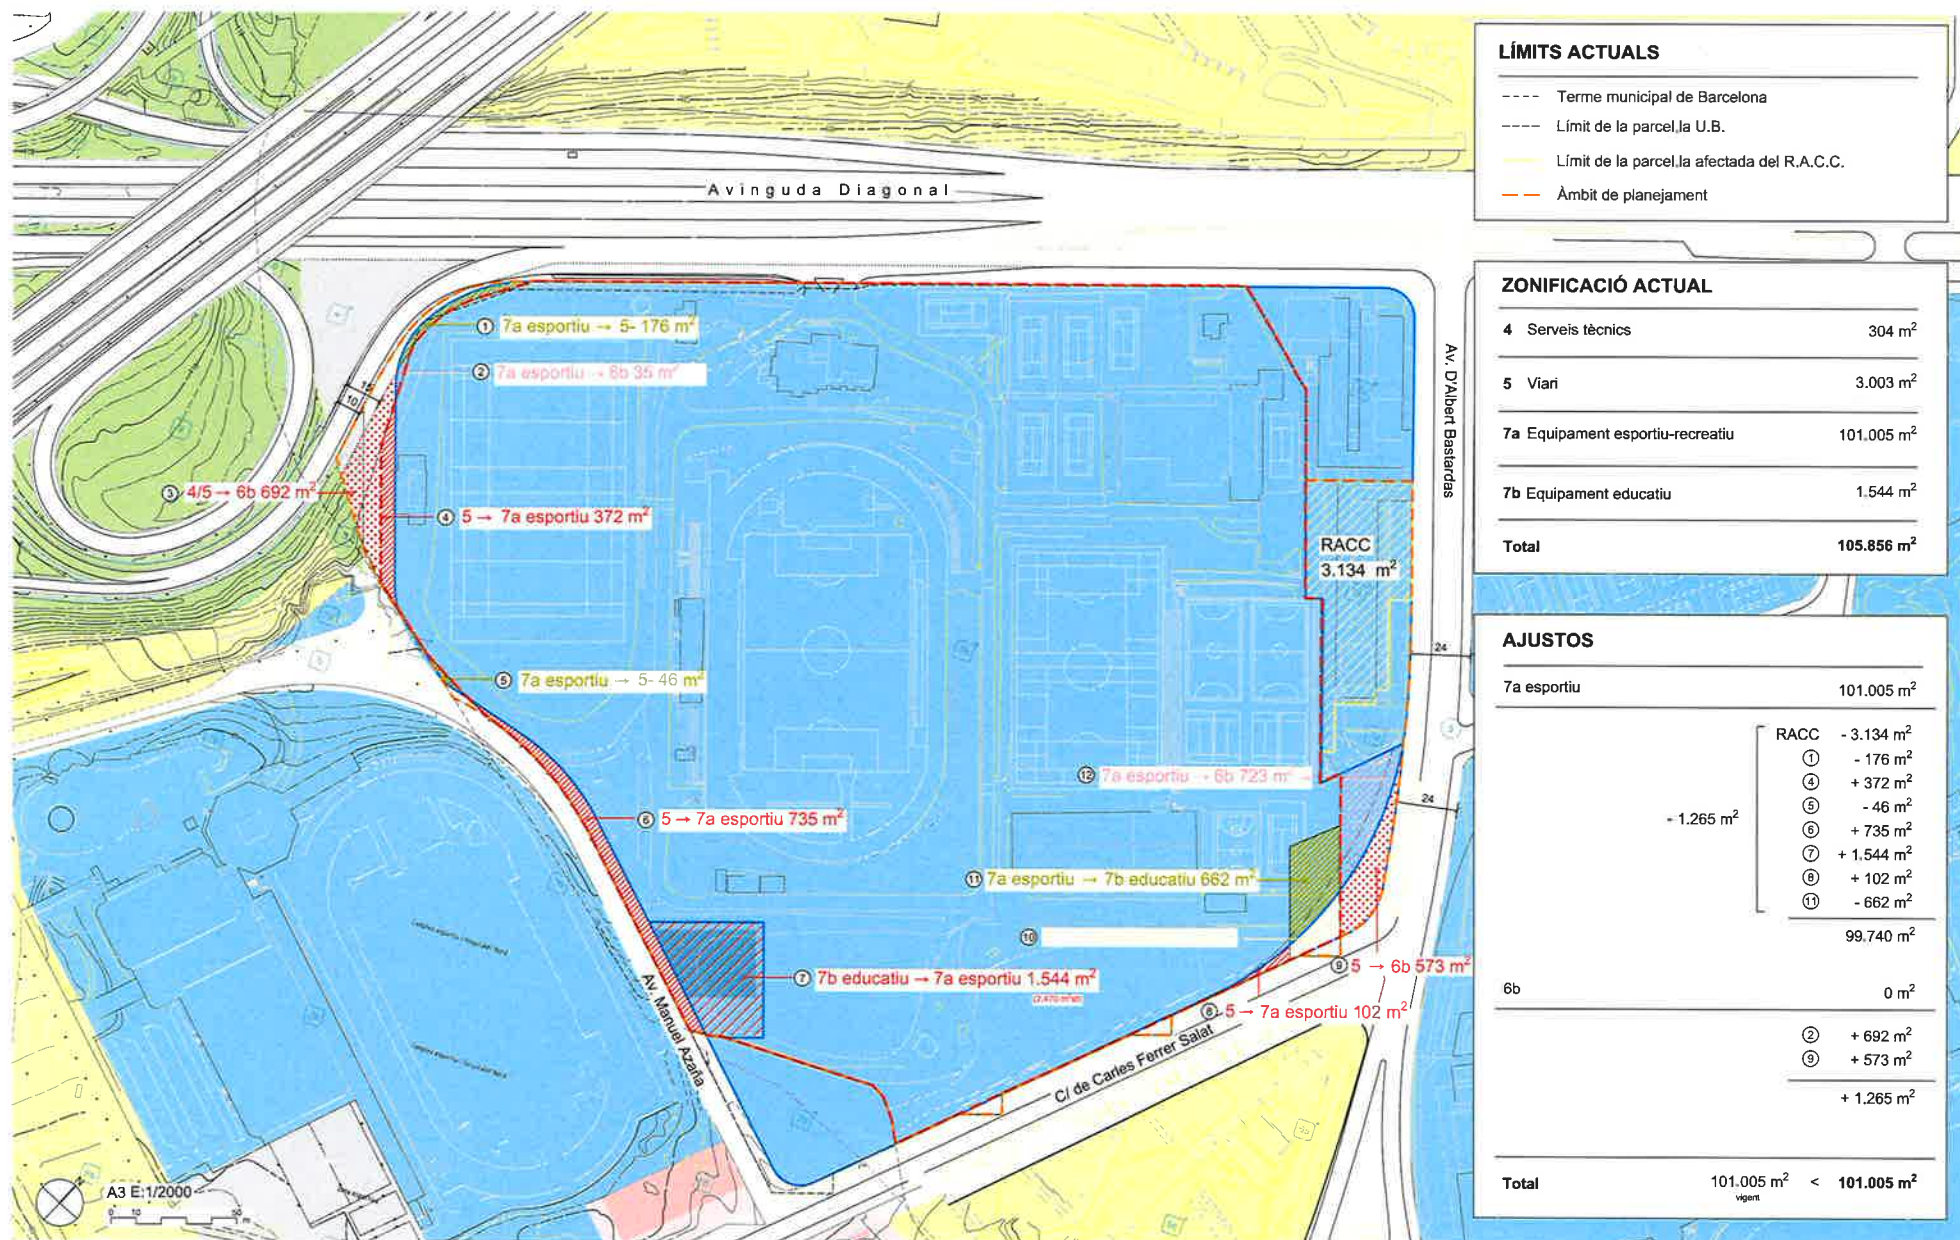 Avinguda Diagonal
① 7a esportiu → 5- 176 m²
② 7a esportiu → 6b 35 m²
15
10
③ 4/5 → 6b 692 m²
④ 5 → 7a esportiu 372 m²
⑤ 7a esportiu → 5- 46 m²
⑥ 5 → 7a esportiu 735 m²
⑦ 7b educatiu → 7a esportiu 1.544 m²
RACC
3.134 m²
⑫ 7a esportiu → 6b 723 m²
⑪ 7a esportiu → 7b educatiu 662 m²
⑩
⑨ 5 → 6b 573 m²
⑧ 5 → 7a esportiu 102 m²
Av. D'Albert Bastardas
24
24
Av. Manuel Azaña
C/ de Carles Ferrer Salat
A3 E:1/2000
0 10 50 m
LÍMITS ACTUALS
Terme municipal de Barcelona
Límit de la parcel.la U.B.
Límit de la parcel.la afectada del R.A.C.C.
Àmbit de planejament
ZONIFICACIÓ ACTUAL
4 Serveis tècnics 304 m²
5 Viari 3.003 m²
7a Equipament esportiu-recreatiu 101.005 m²
7b Equipament educatiu 1.544 m²
Total 105.856 m²
AJUSTOS
7a esportiu 101.005 m²
RACC - 3.134 m²
① - 176 m²
④ + 372 m²
⑤ - 46 m²
- 1.265 m²
⑥ + 735 m²
⑦ + 1.544 m²
⑧ + 102 m²
⑪ - 662 m²
99.740 m²
6b 0 m²
② + 692 m²
⑨ + 573 m²
+ 1.265 m²
Total 101.005 m² < 101.005 m²
vigent